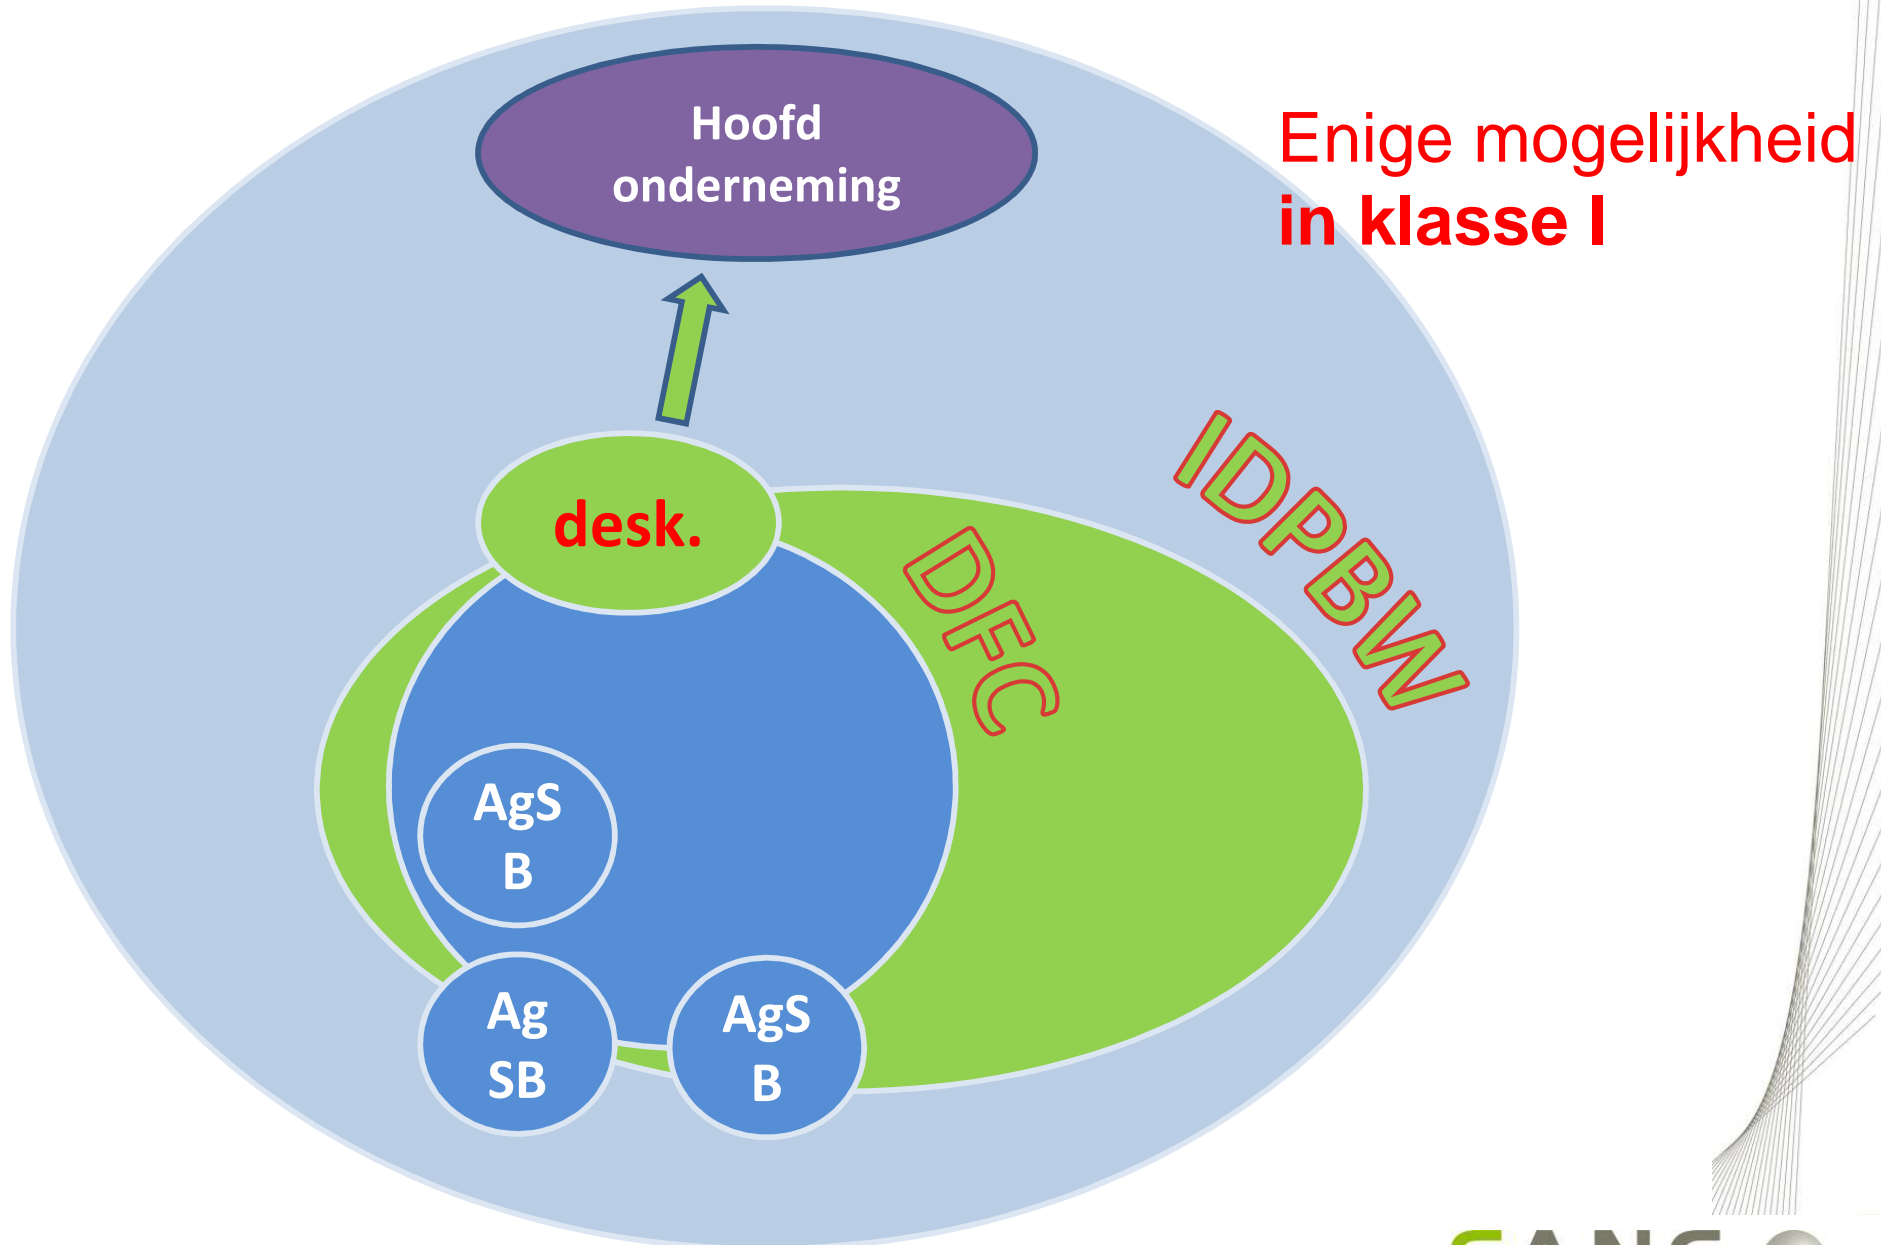 Hoofd
onderneming
Enige mogelijkheid
in klasse I
desk.
IDPBW
DFC
AgS
B
Ag
SB
AgS
B